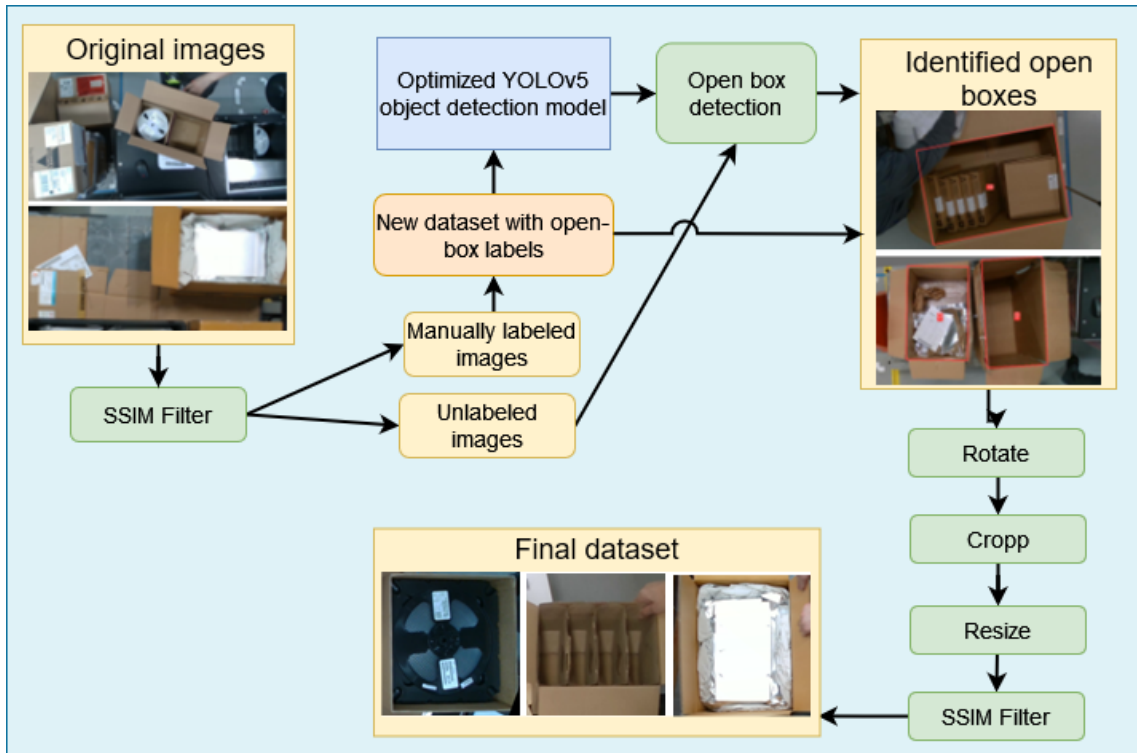 Original images
Optimized YOLOv5
object detection model
Open box
detection
Identified open
boxes
New dataset with open-
box labels
Manually labeled
images
SSIM Filter
Unlabeled
images
Rotate
Cropp
Resize
SSIM Filter
Final dataset